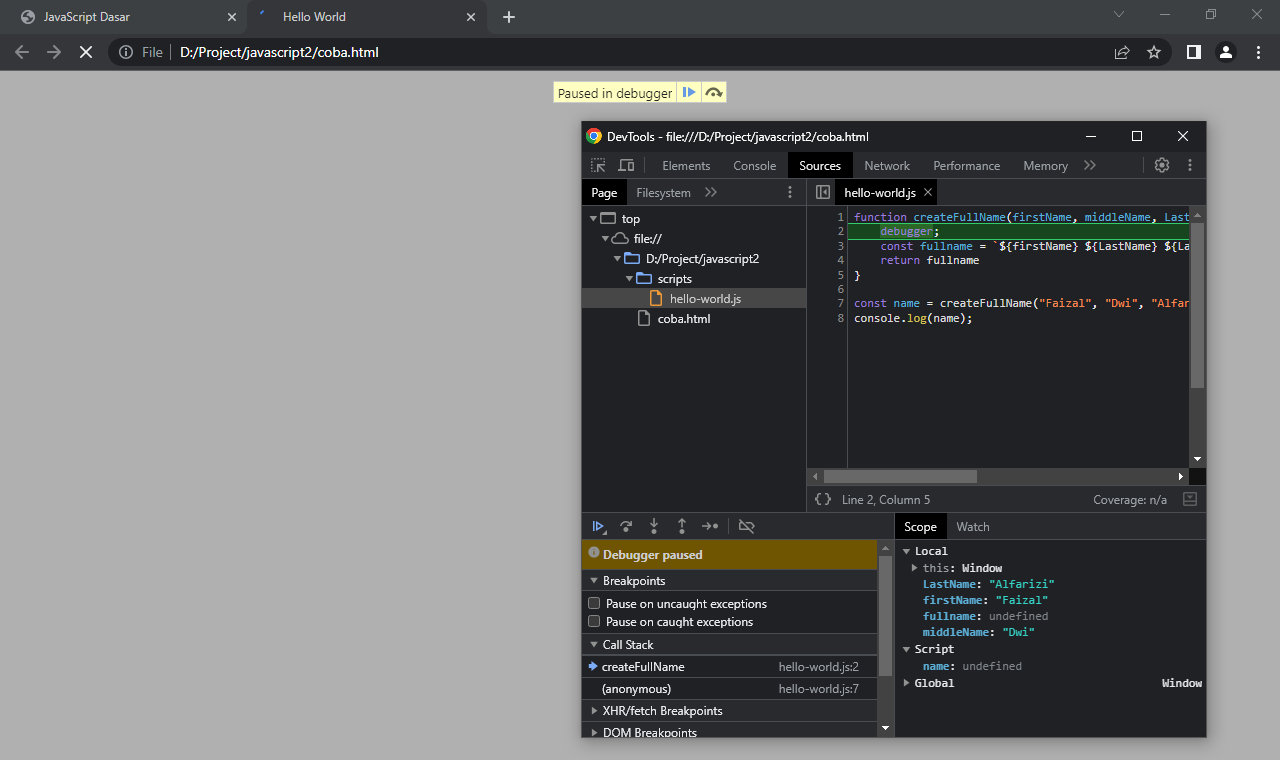 JavaScript Dasar
Hello World
File
D:/Project/javascript2/coba.html
Paused in debugger
DevTools - file:///D:/Project/javascript2/coba.html
Elements Console Sources Network Performance Memory
Page Filesystem
hello-world.js
top
file://
D:/Project/javascript2
scripts
hello-world.js
coba.html
1 function createFullName(firstName, middleName, Last
2 debugger;
3 const fullname = `${firstName} ${LastName} ${La
4 return fullname
5 }
6
7 const name = createFullName("Faizal", "Dwi", "Alfar
8 console.log(name);
{} Line 2, Column 5 Coverage: n/a
Debugger paused
Breakpoints
Pause on uncaught exceptions
Pause on cauġht exceptions
Call Stack
createFullName hello-world.js:2
(anonymous) hello-world.js:7
XHR/fetch Breakpoints
DOM Breakpoints
Scope Watch
Local
this: Window
LastName: "Alfarizi"
firstName: "Faizal"
fullname: undefined
middleName: "Dwi"
Script
name: undefined
Global Window